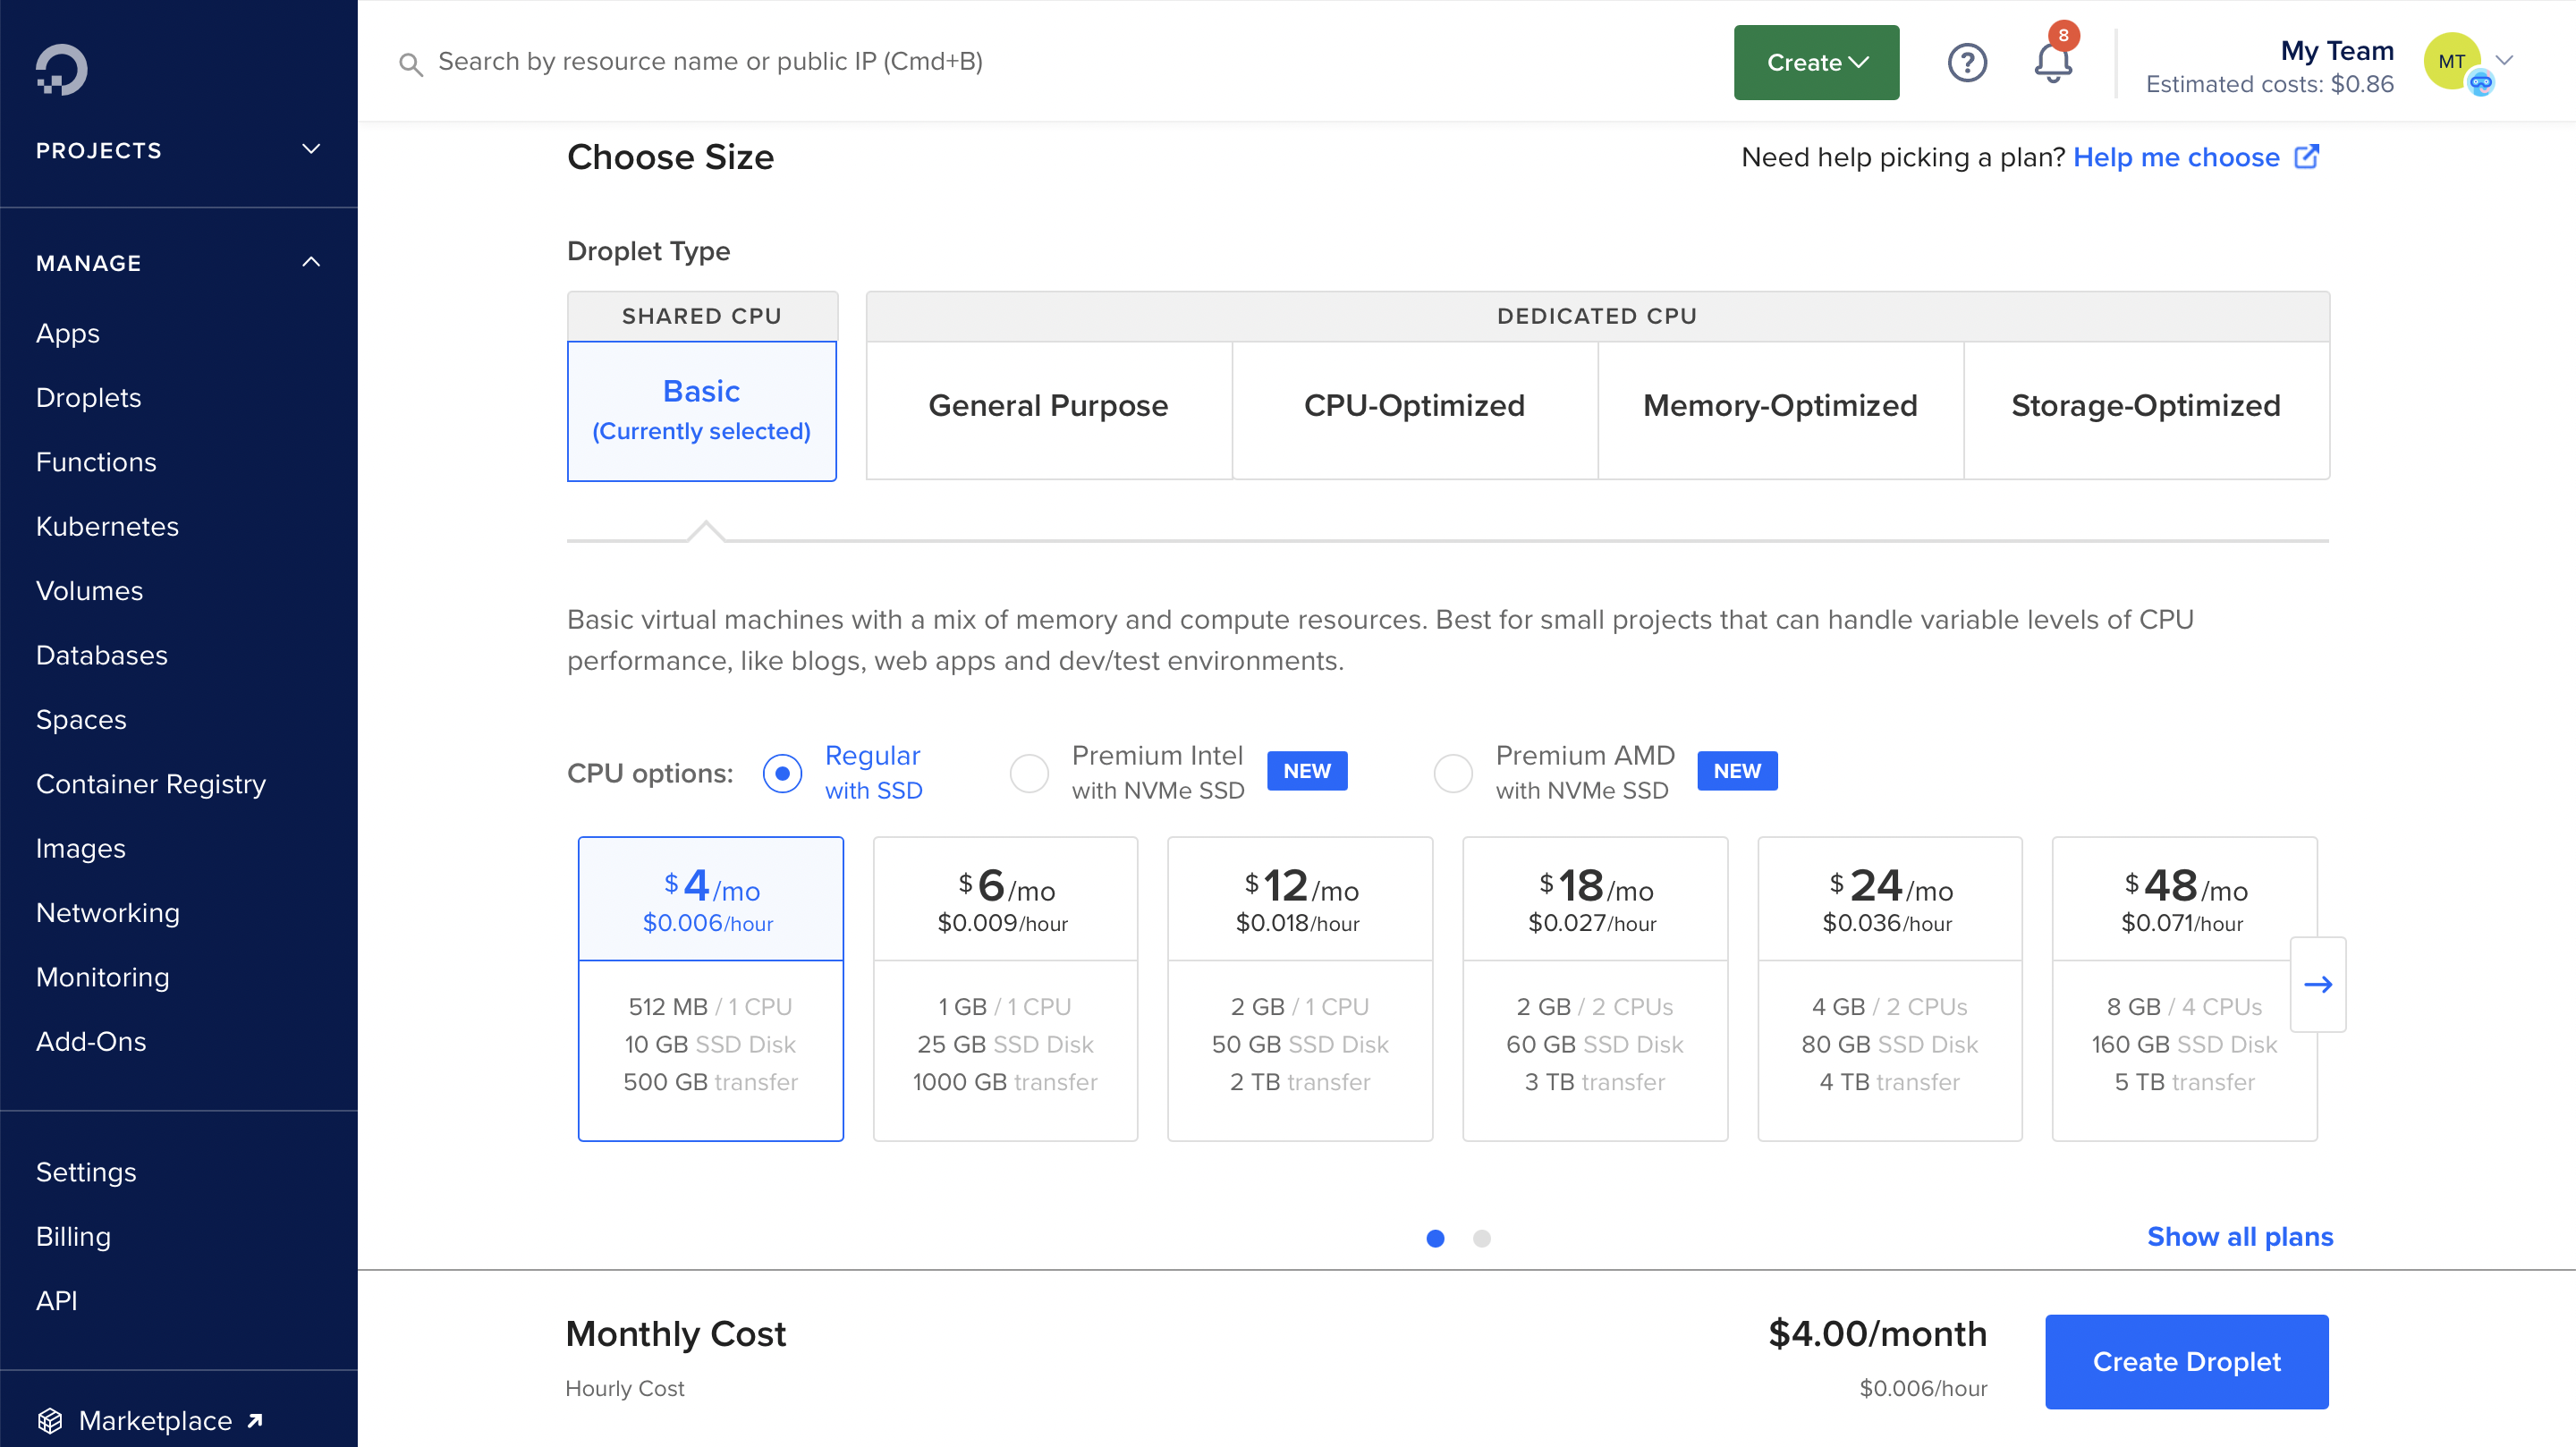 PROJECTS
MANAGE
Apps
Droplets
Functions
Kubernetes
Volumes
Databases
Spaces
Container Registry
Images
Networking
Monitoring
Add-Ons
Settings
Billing
API
Marketplace
Search by resource name or public IP (Cmd+B)
Create
8
My Team
Estimated costs: $0.86
MT
Choose Size
Need help picking a plan? Help me choose
Droplet Type
SHARED CPU
Basic
(Currently selected)
DEDICATED CPU
General Purpose
CPU-Optimized
Memory-Optimized
Storage-Optimized
Basic virtual machines with a mix of memory and compute resources. Best for small projects that can handle variable levels of CPU
performance, like blogs, web apps and dev/test environments.
CPU options:
Regular
with SSD
Premium Intel
with NVMe SSD
NEW
Premium AMD
with NVMe SSD
NEW
$4/mo
$0.006/hour
512 MB / 1 CPU
10 GB SSD Disk
500 GB transfer
$6/mo
$0.009/hour
1 GB / 1 CPU
25 GB SSD Disk
1000 GB transfer
$12/mo
$0.018/hour
2 GB / 1 CPU
50 GB SSD Disk
2 TB transfer
$18/mo
$0.027/hour
2 GB / 2 CPUs
60 GB SSD Disk
3 TB transfer
$24/mo
$0.036/hour
4 GB / 2 CPUs
80 GB SSD Disk
4 TB transfer
$48/mo
$0.071/hour
8 GB / 4 CPUs
160 GB SSD Disk
5 TB transfer
Show all plans
Monthly Cost
$4.00/month
Hourly Cost
$0.006/hour
Create Droplet